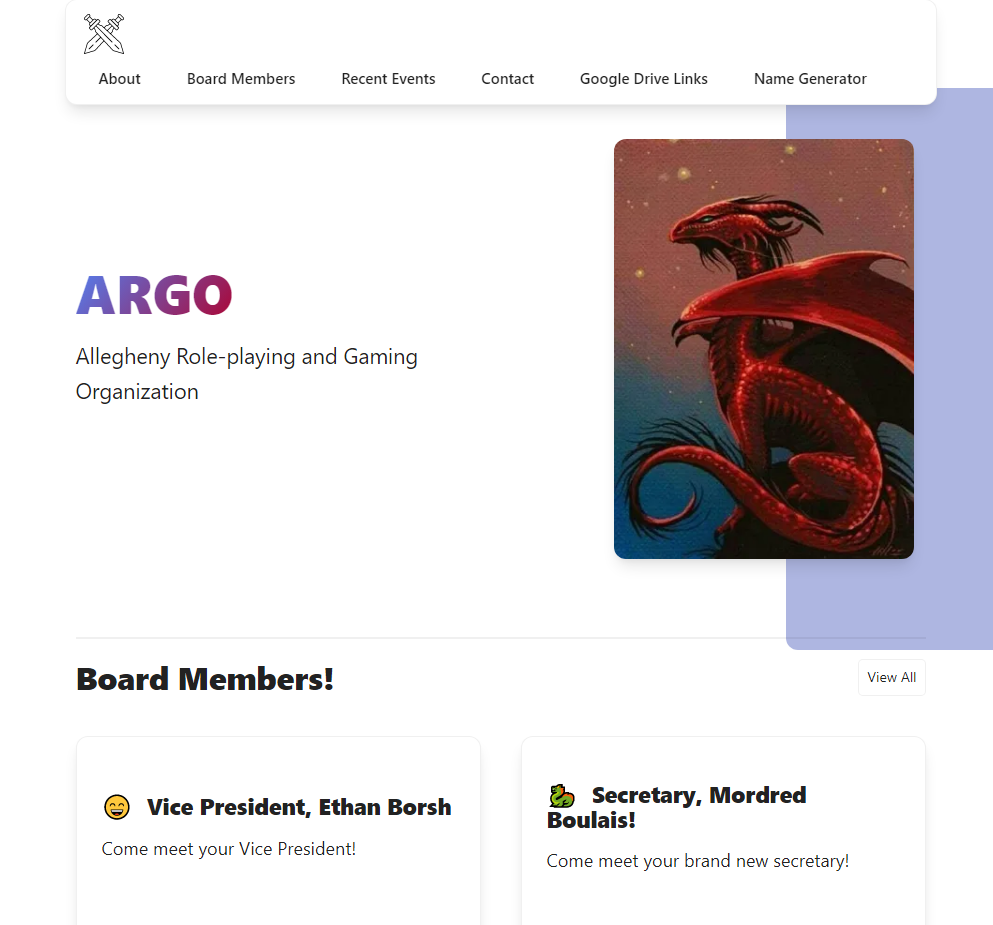 About Board Members Recent Events Contact Google Drive Links Name Generator
ARGO
Allegheny Role-playing and Gaming
Organization
Board Members!
View All
Vice President, Ethan Borsh
Come meet your Vice President!
Secretary, Mordred
Boulais!
Come meet your brand new secretary!